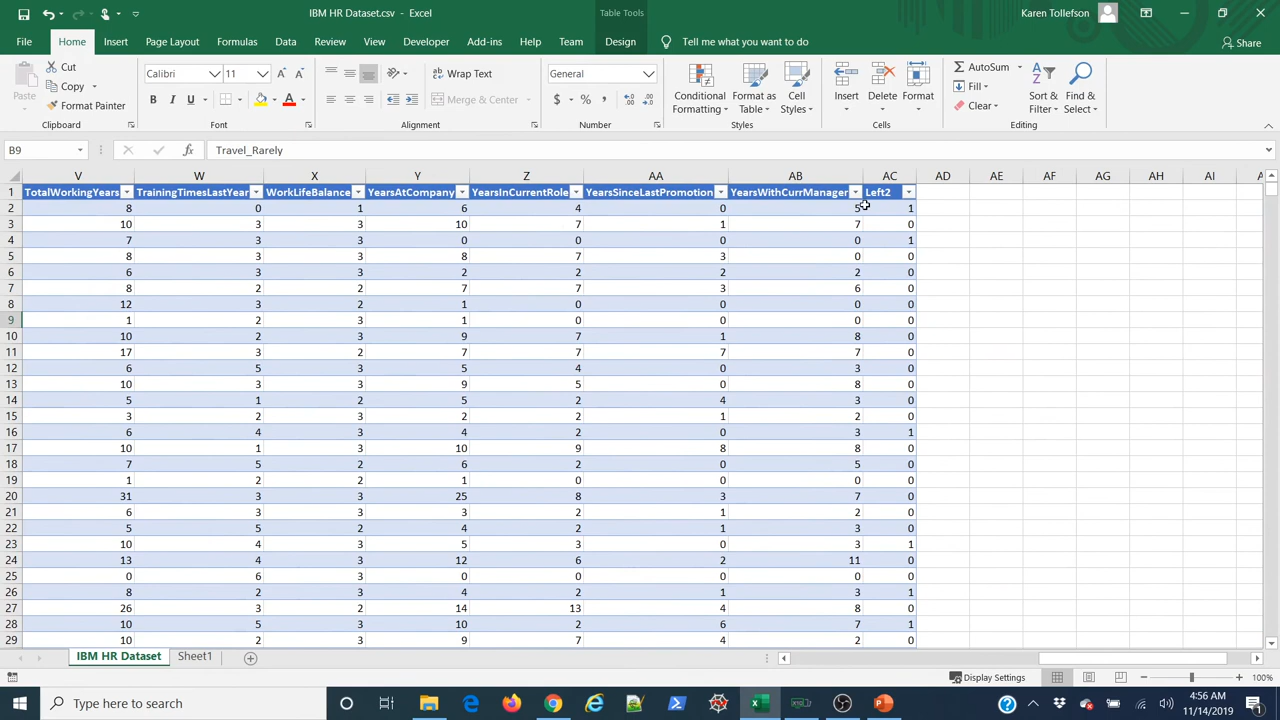 IBM HR Dataset.csv - Excel
Table Tools
Karen Tollefson
File Home Insert Page Layout Formulas Data Review View Developer Add-ins Help Team Design Tell me what you want to do Share
Paste
Cut
Copy
Format Painter
Clipboard
Calibri 11
B I U
Font
Wrap Text
Merge & Center
Alignment
General
$ % ,
Number
Conditional Formatting
Format as Table
Cell Styles
Styles
Insert Delete Format
Cells
AutoSum
Fill
Clear
Sort & Filter
Find & Select
Editing
B9 fx Travel_Rarely
V W X Y Z AA AB AC AD AE AF AG AH AI A
1 TotalWorkingYears TrainingTimesLastYear WorkLifeBalance YearsAtCompany YearsInCurrentRole YearsSinceLastPromotion YearsWithCurrManager Left2
2 8 0 1 6 4 0 5 1
3 10 3 3 10 7 1 7 0
4 7 3 3 0 0 0 0 1
5 8 3 3 8 7 3 0 0
6 6 3 3 2 2 2 2 0
7 8 2 2 7 7 3 6 0
8 12 3 2 1 0 0 0 0
9 1 2 3 1 0 0 0 0
10 10 2 3 9 7 1 8 0
11 17 3 2 7 7 7 7 0
12 6 5 3 5 4 0 3 0
13 10 3 3 9 5 0 8 0
14 5 1 2 5 2 4 3 0
15 3 2 3 2 2 1 2 0
16 6 4 3 4 2 0 3 1
17 10 1 3 10 9 8 8 0
18 7 5 2 6 2 0 5 0
19 1 2 2 1 0 0 0 0
20 31 3 3 25 8 3 7 0
21 6 3 3 3 2 1 2 0
22 5 5 2 4 2 1 3 0
23 10 4 3 5 3 0 3 1
24 13 4 3 12 6 2 11 0
25 0 6 3 0 0 0 0 0
26 8 2 3 4 2 1 3 1
27 26 3 2 14 13 4 8 0
28 10 5 3 10 2 6 7 1
29 10 2 3 9 7 4 2 0
IBM HR Dataset Sheet1
Display Settings 100%
Type here to search
4:56 AM
11/14/2019